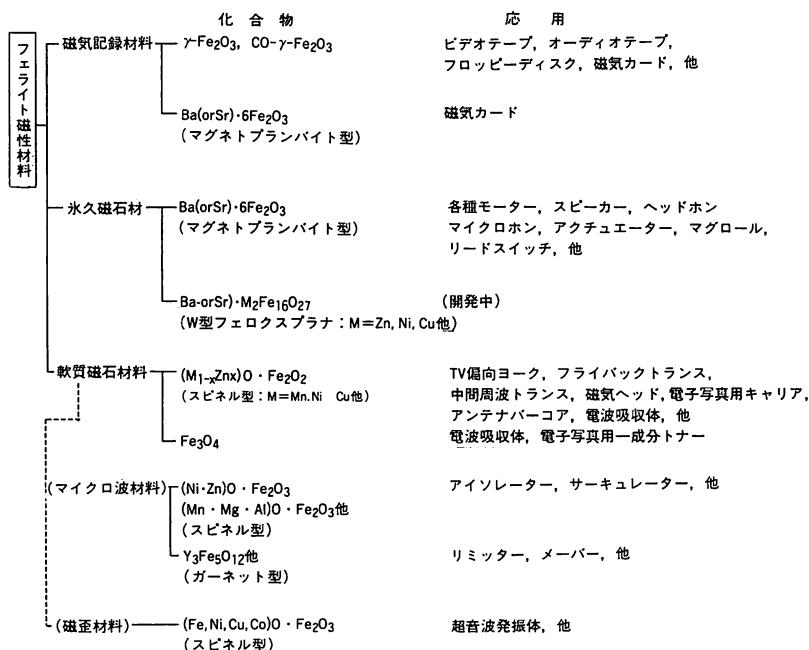 化合物 応用
フェライト磁性材料
磁気記録材料 γ-Fe₂O₃, CO-γ-Fe₂O₃ ビデオテープ, オーディオテープ,
フロッピーディスク, 磁気カード, 他
Ba(orSr)・6Fe₂O₃ 磁気カード
(マグネトプランバイト型)
氷久磁石材 Ba(orSr)・6Fe₂O₃ 各種モーター, スピーカー, ヘッドホン
(マグネトプランバイト型) マイクロホン, アクチュエーター, マグロール,
リードスイッチ, 他
Ba-orSr)・M₂Fe₁₆O₂₇ (開発中)
(W型フェロクスプラナ:M=Zn, Ni, Cu他)
軟質磁石材料 (M₁₋ₓZnx)O・Fe₂O₂ TV偏向ヨーク, フライバックトランス,
(スピネル型:M=Mn.Ni Cu他) 中間周波トランス, 磁気ヘッド, 電子写真用キャリア,
アンテナバーコア, 電波吸収体, 他
Fe₃O₄ 電波吸収体, 電子写真用一成分トナー
(マイクロ波材料) (Ni・Zn)O・Fe₂O₃ アイソレーター, サーキュレーター, 他
(Mn・Mg・Al)O・Fe₂O₃他
(スピネル型)
Y₃Fe₅O₁₂他 リミッター, メーバー, 他
(ガーネット型)
(磁歪材料) (Fe, Ni, Cu, Co)O・Fe₂O₃ 超音波発振体, 他
(スピネル型)